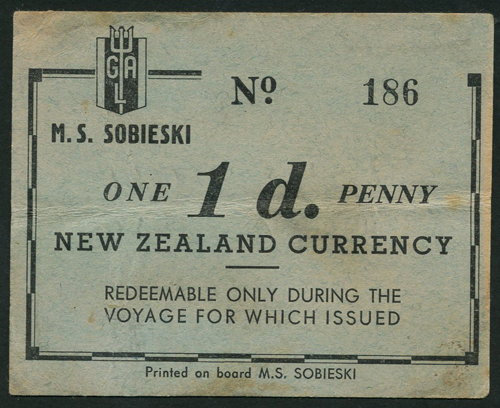 GAL
M.S. SOBIESKI
Nº 186
ONE 1 d. PENNY
NEW ZEALAND CURRENCY
REDEEMABLE ONLY DURING THE
VOYAGE FOR WHICH ISSUED
Printed on board M.S. SOBIESKI